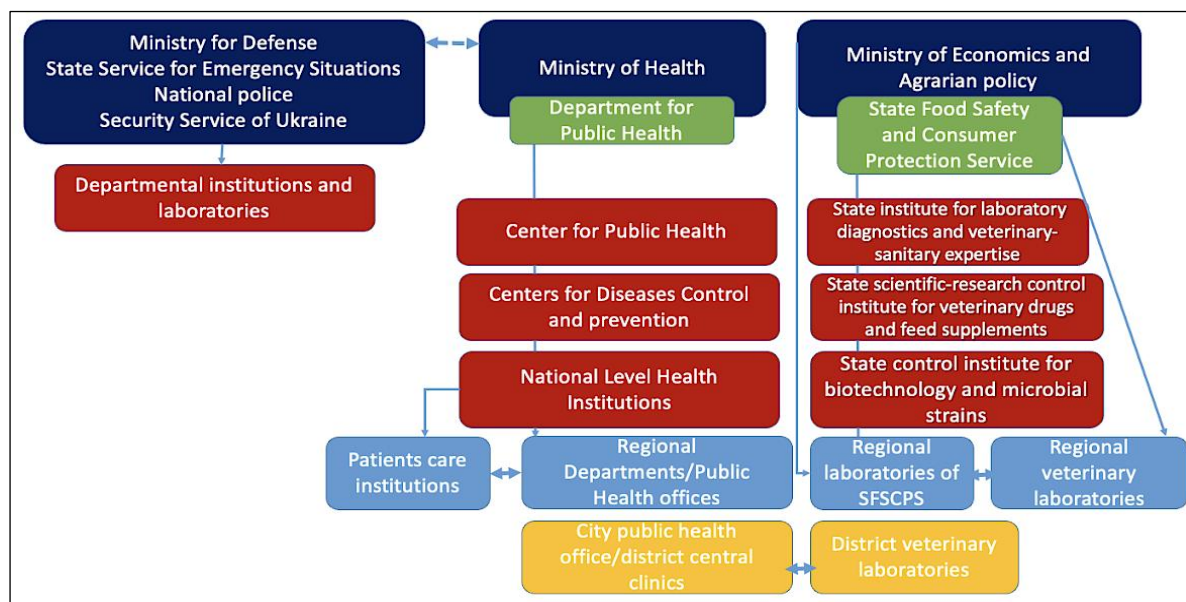 Ministry for Defense
State Service for Emergency Situations
National police
Security Service of Ukraine
Ministry of Health
Department for
Public Health
Ministry of Economics and
Agrarian policy
State Food Safety
and Consumer
Protection Service
Departmental institutions and
laboratories
Center for Public Health
State institute for laboratory
diagnostics and veterinary-
sanitary expertise
Centers for Diseases Control
and prevention
State scientific-research control
institute for veterinary drugs
and feed supplements
National Level Health
Institutions
State control institute for
biotechnology and microbial
strains
Patients care
institutions
Regional
Departments/Public
Health offices
Regional
laboratories of
SFSCPS
Regional
veterinary
laboratories
City public health
office/district central
clinics
District veterinary
laboratories